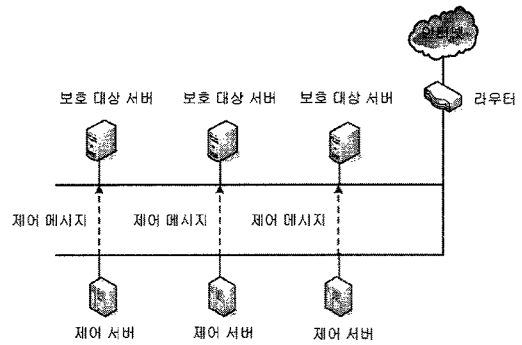 인터넷
라우터
보호 대상 서버 보호 대상 서버 보호 대상 서버
제어 메시지 제어 메시지 제어 메시지
제어 서버 제어 서버 제어 서버